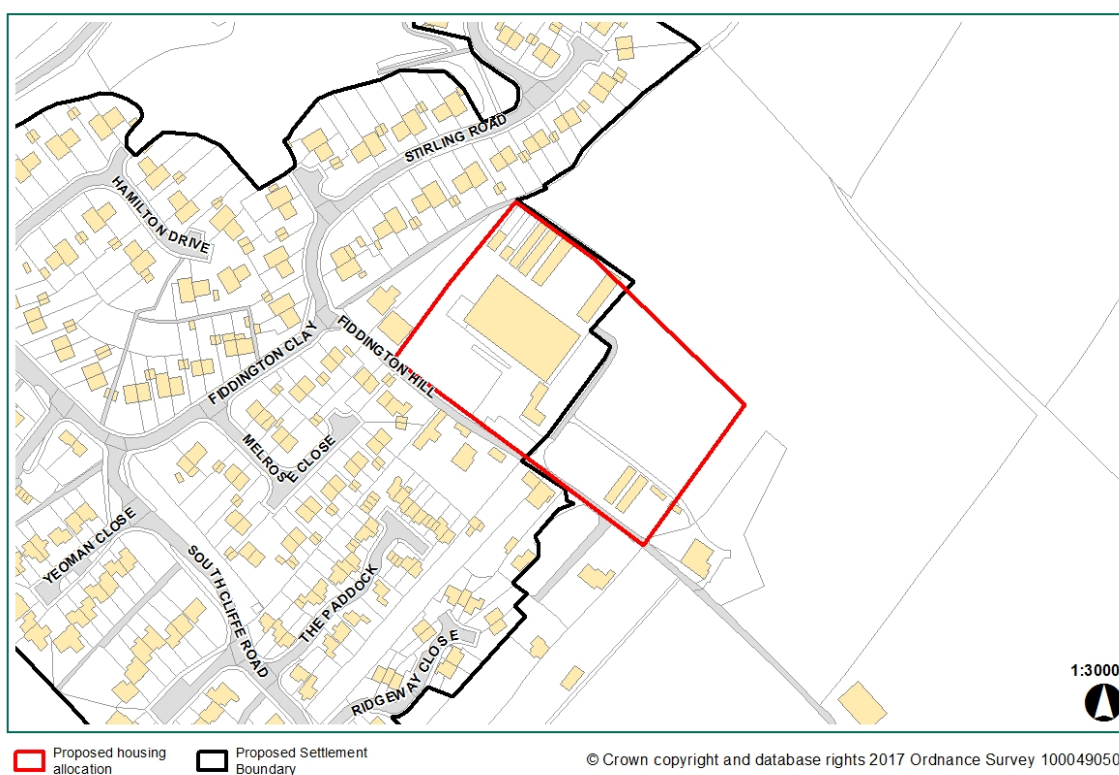 STIRLING ROAD
HAMILTON DRIVE
FIDDINGTON CLAY
FIDDINGTON HILL
MELROSE CLOSE
YEOMAN CLOSE
SOUTHCLIFFE ROAD
THE PADDOCK
RIDGEWAY CLOSE
1:3000
Proposed housing
allocation
Proposed Settlement
Boundary
© Crown copyright and database rights 2017 Ordnance Survey 100049050